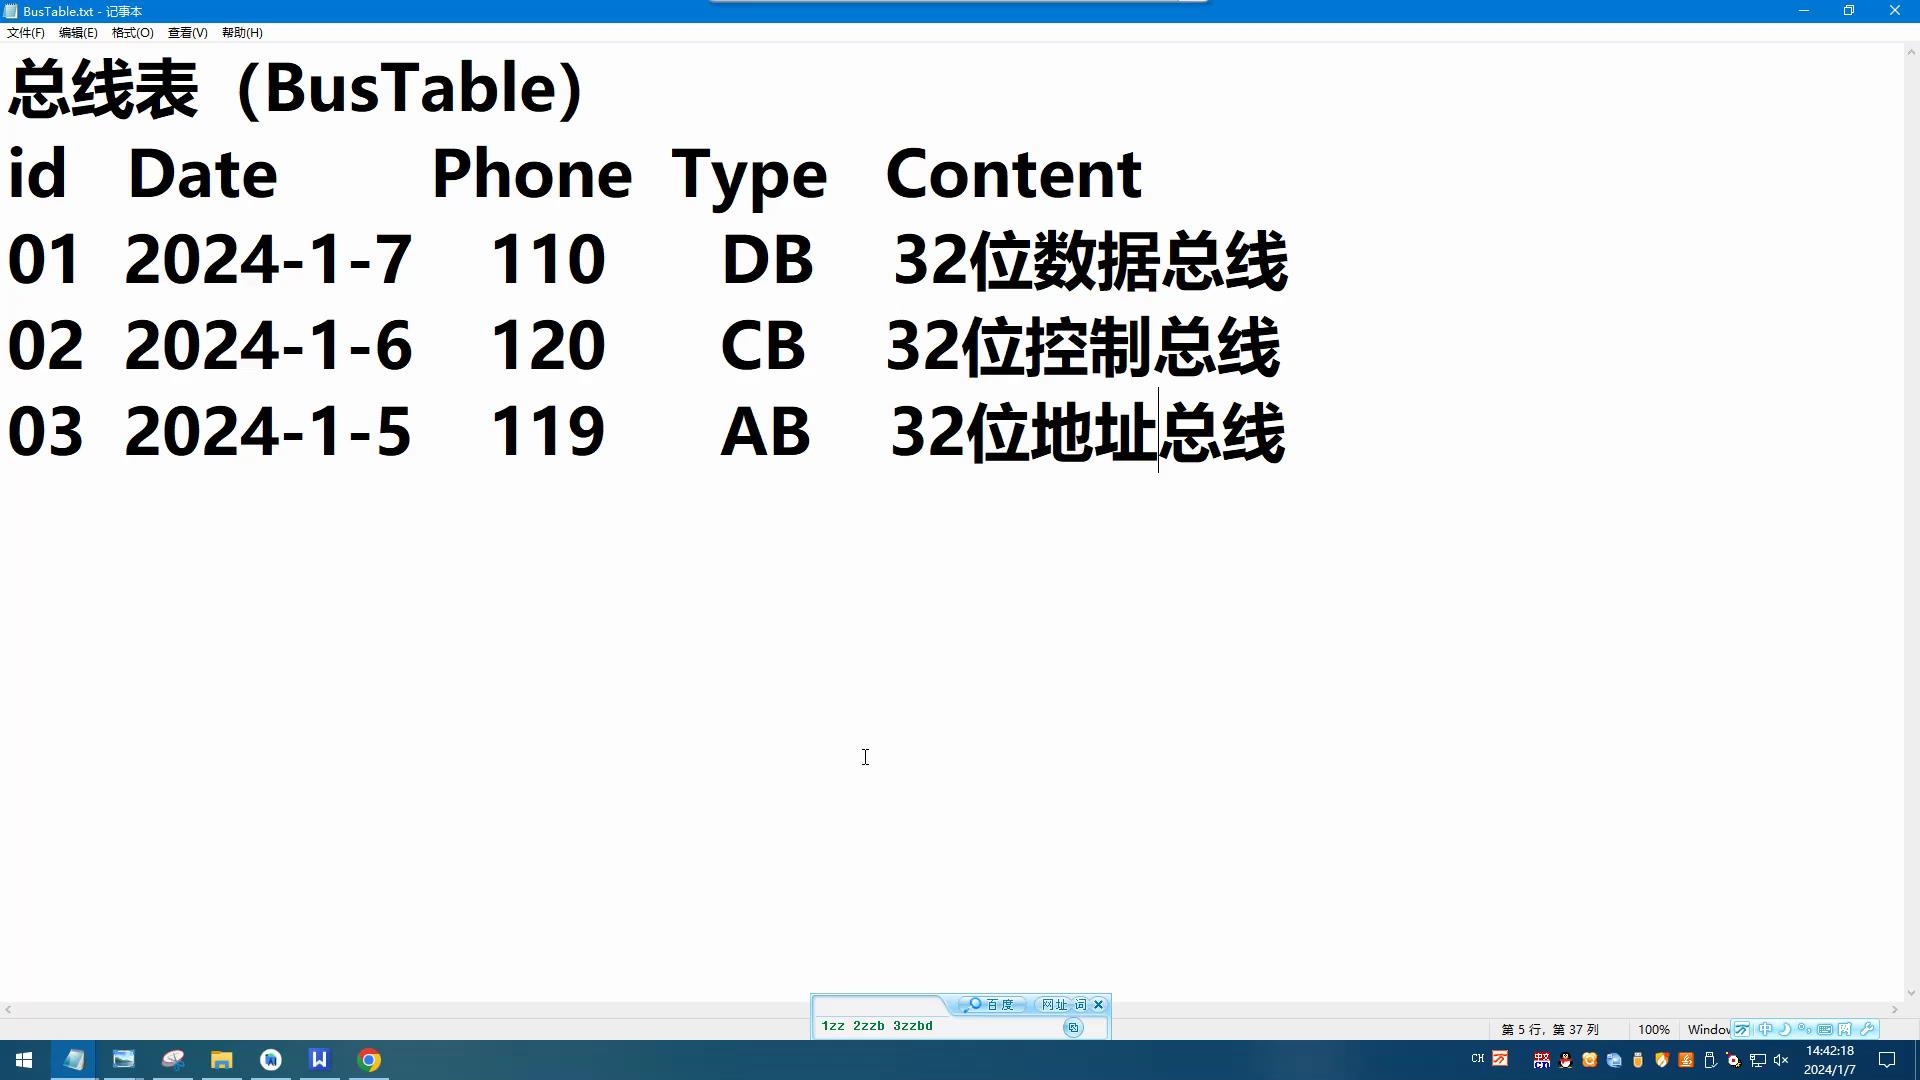 BusTable.txt - 记事本
文件(F) 编辑(E) 格式(O) 查看(V) 帮助(H)
总线表（BusTable）
id Date Phone Type Content
01 2024-1-7 110 DB 32位数据总线
02 2024-1-6 120 CB 32位控制总线
03 2024-1-5 119 AB 32位地址总线
百度 网址 词
1zz 2zzb 3zzbd
第 5 行，第 37 列 100% Window
中
CH 14:42:18
2024/1/7